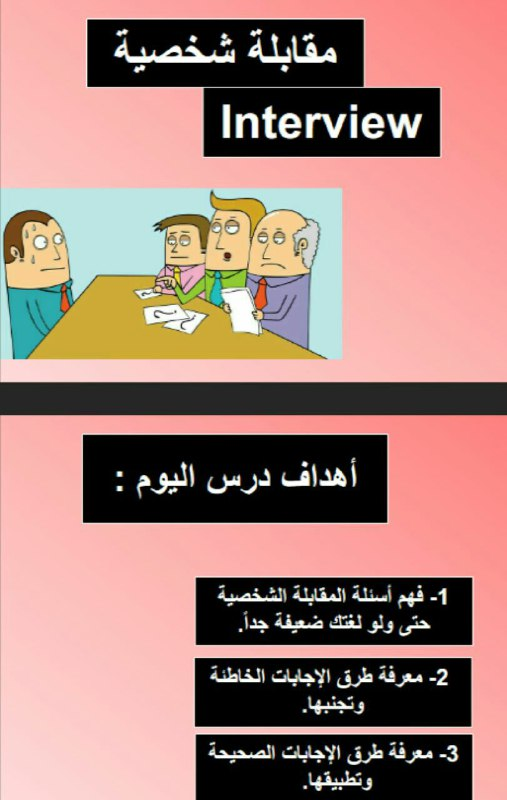 مقابلة شخصية
Interview
أهداف درس اليوم :
1- فهم أسئلة المقابلة الشخصية
حتى ولو لغتك ضعيفة جداً.
2- معرفة طرق الإجابات الخاطئة
وتجنبها.
3- معرفة طرق الإجابات الصحيحة
وتطبيقها.